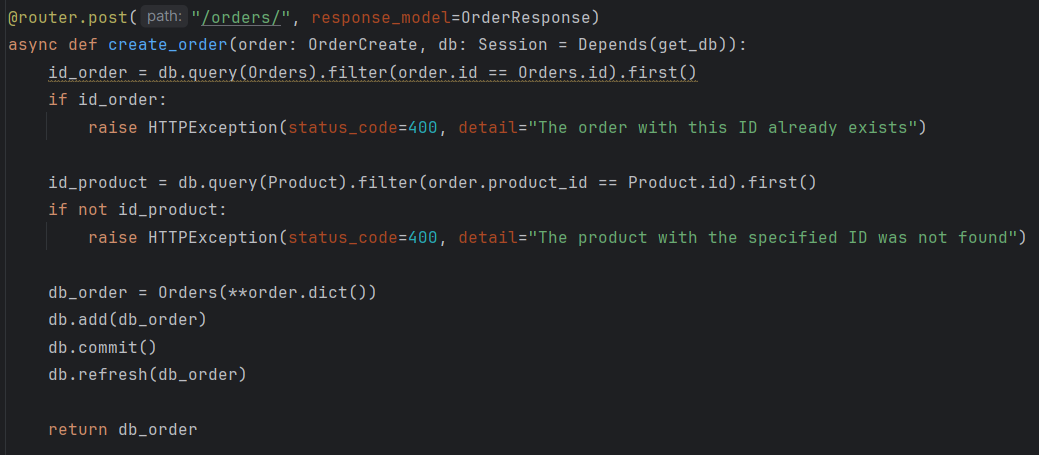 @router.post( path: "/orders/", response_model=OrderResponse)
async def create_order(order: OrderCreate, db: Session = Depends(get_db)):
    id_order = db.query(Orders).filter(order.id == Orders.id).first()
    if id_order:
        raise HTTPException(status_code=400, detail="The order with this ID already exists")

    id_product = db.query(Product).filter(order.product_id == Product.id).first()
    if not id_product:
        raise HTTPException(status_code=400, detail="The product with the specified ID was not found")

    db_order = Orders(**order.dict())
    db.add(db_order)
    db.commit()
    db.refresh(db_order)

    return db_order